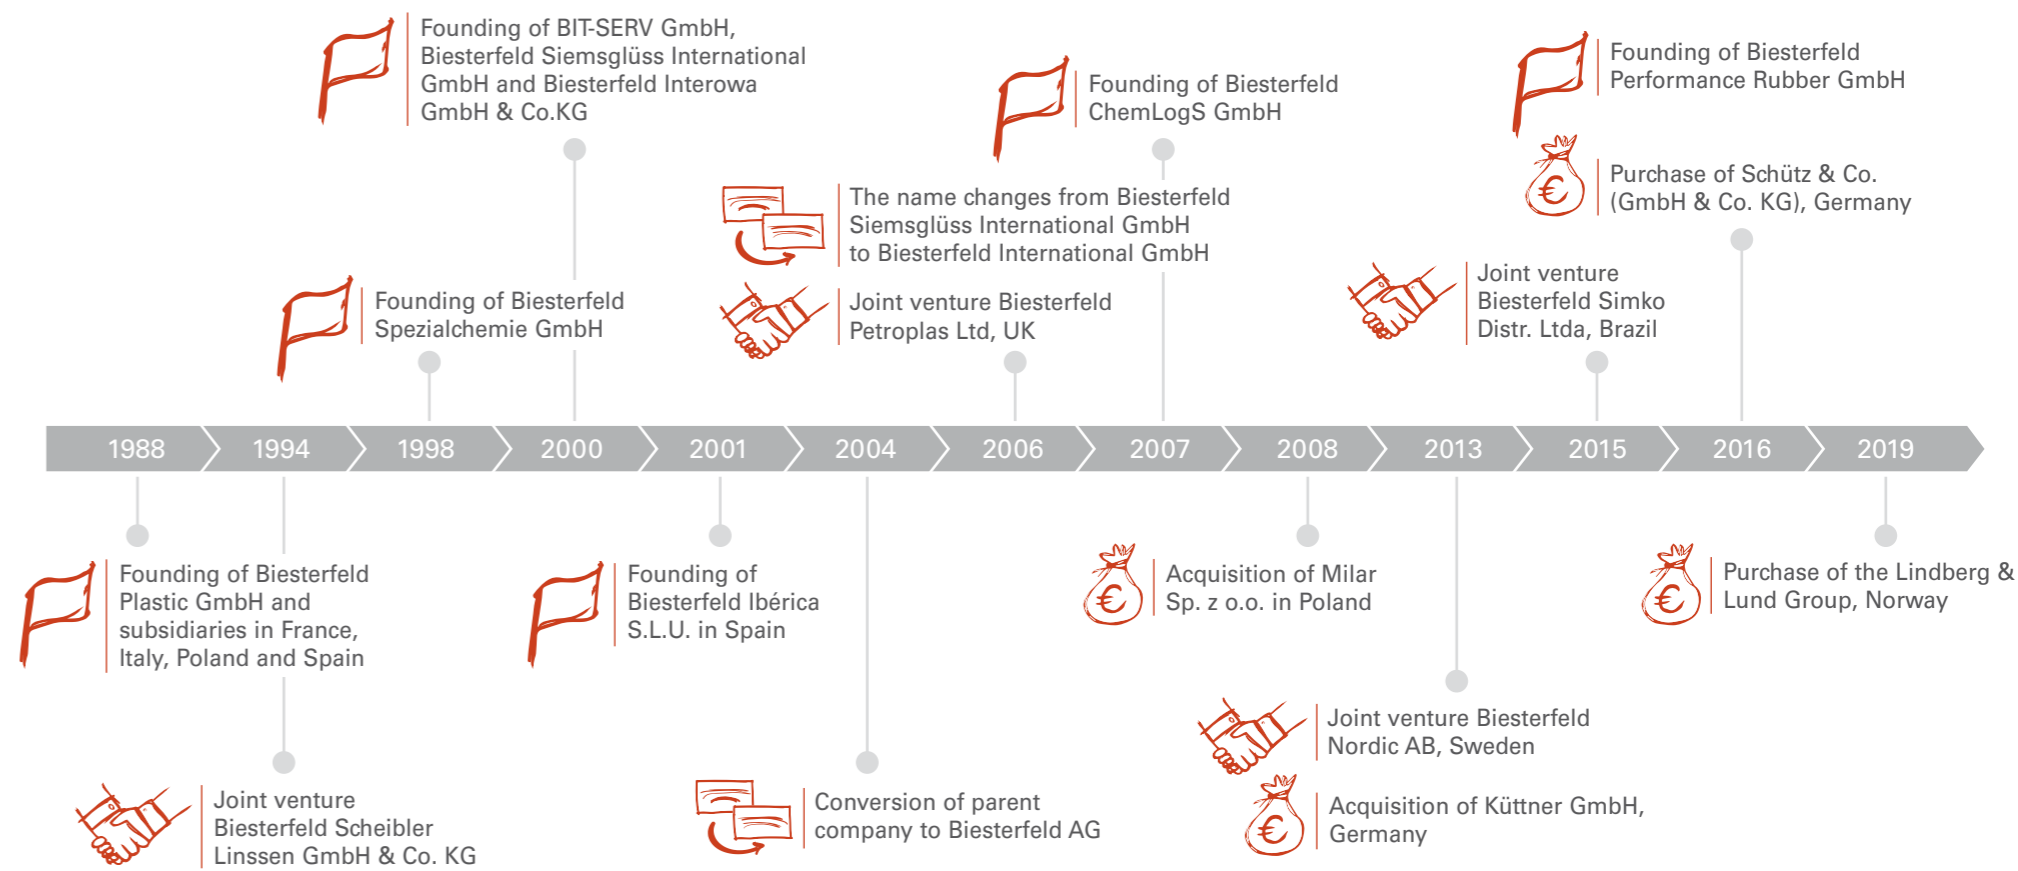 Founding of BIT-SERV GmbH,
Biesterfeld Siemsglüss International
GmbH and Biesterfeld Interowa
GmbH & Co.KG
Founding of Biesterfeld
ChemLogS GmbH
Founding of Biesterfeld
Performance Rubber GmbH
€
Purchase of Schütz & Co.
(GmbH & Co. KG), Germany
The name changes from Biesterfeld
Siemsglüss International GmbH
to Biesterfeld International GmbH
Founding of Biesterfeld
Spezialchemie GmbH
Joint venture Biesterfeld
Petroplas Ltd, UK
Joint venture
Biesterfeld Simko
Distr. Ltda, Brazil
1988 1994 1998 2000 2001 2004 2006 2007 2008 2013 2015 2016 2019
Founding of Biesterfeld
Plastic GmbH and
subsidiaries in France,
Italy, Poland and Spain
Founding of
Biesterfeld Ibérica
S.L.U. in Spain
€
Acquisition of Milar
Sp. z o.o. in Poland
€
Purchase of the Lindberg &
Lund Group, Norway
Joint venture
Biesterfeld Scheibler
Linssen GmbH & Co. KG
Conversion of parent
company to Biesterfeld AG
Joint venture Biesterfeld
Nordic AB, Sweden
€
Acquisition of Küttner GmbH,
Germany